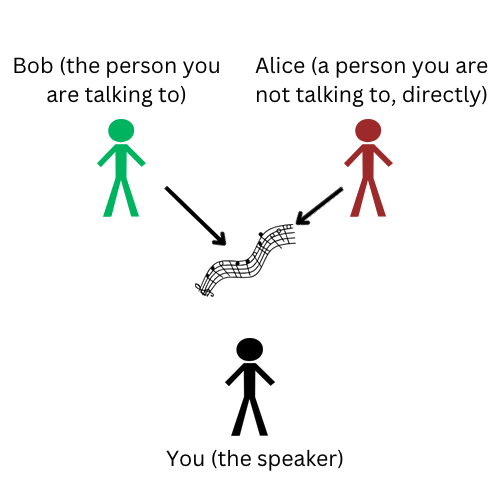 Bob (the person you
are talking to)
Alice (a person you are
not talking to, directly)
You (the speaker)